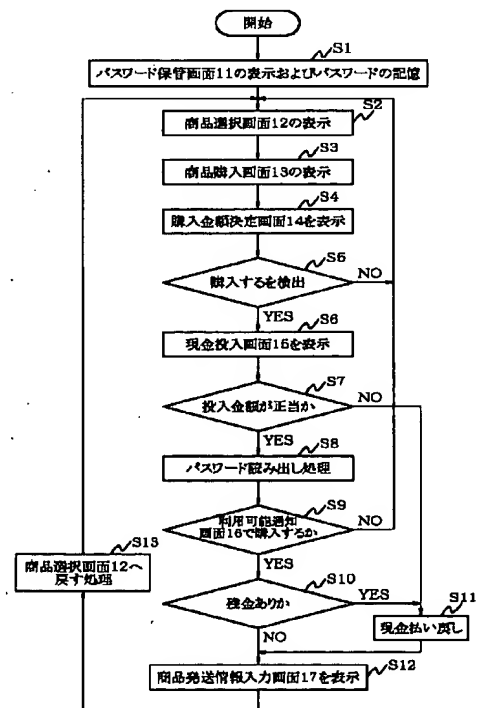 開始
S1
パスワード保管画面11の表示およびパスワードの記憶
S2
商品選択画面12の表示
S3
商品購入画面13の表示
S4
購入金額決定画面14を表示
S5
購入するを検出
NO
YES
S6
現金投入画面15を表示
S7
投入金額が正当か
NO
YES
S8
パスワード読み出し処理
S9
利用可能通知
画面16で購入するか
NO
YES
S13
商品選択画面12へ
戻す処理
S10
残金ありか
YES
NO
S11
現金払い戻し
S12
商品発送情報入力画面17を表示